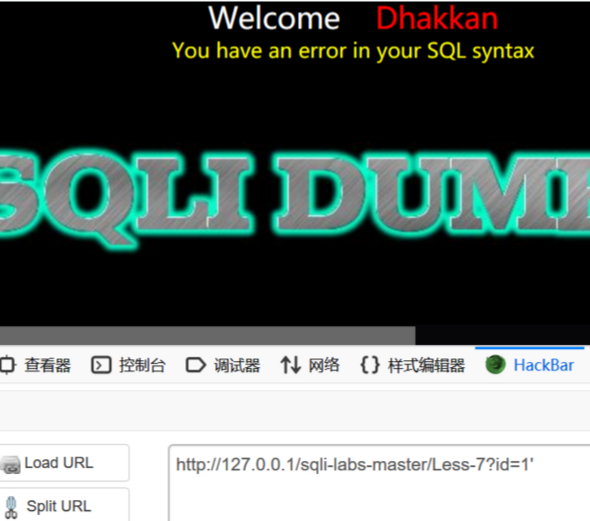 Welcome Dhakkan
You have an error in your SQL syntax
SQLI DUM
查看器 控制台 调试器 网络 样式编辑器 HackBar
Load URL
http://127.0.0.1/sqli-labs-master/Less-7?id=1'
Split URL